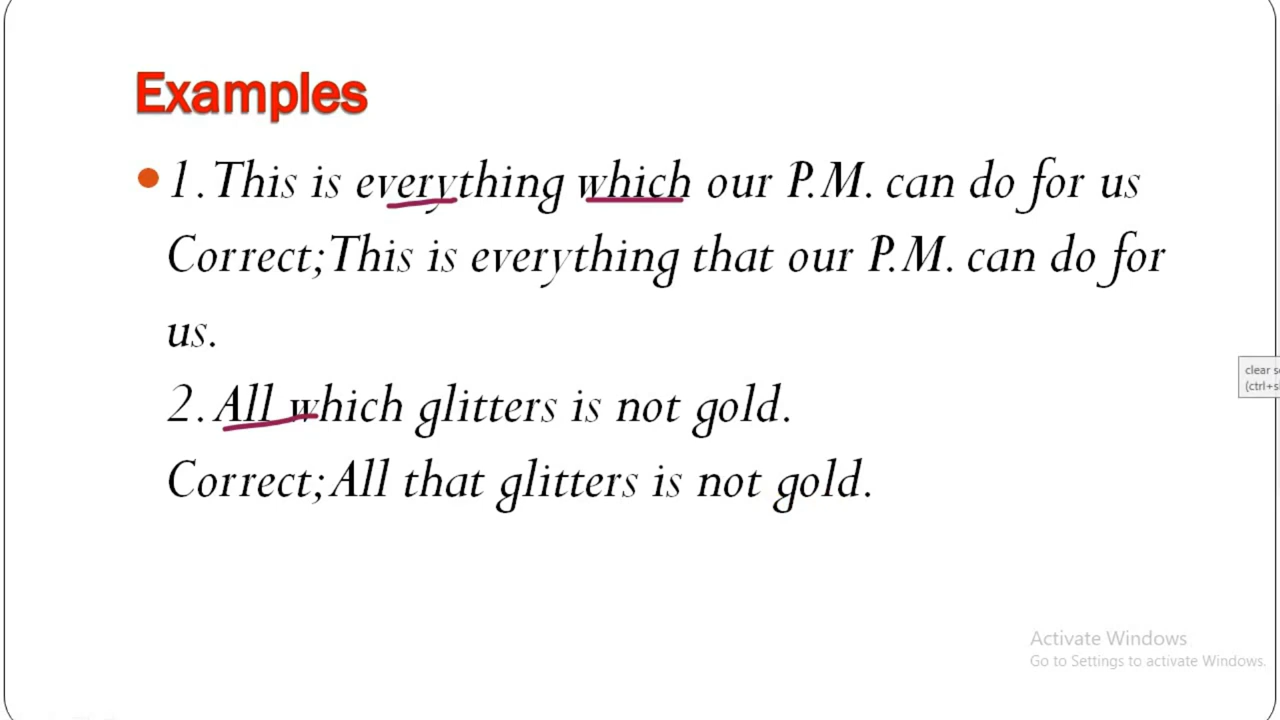 Examples
1. This is everything which our P.M. can do for us
Correct;This is everything that our P.M. can do for
us.
2. All which glitters is not gold.
Correct;All that glitters is not gold.
clear
(ctrl+s
Activate Windows
Go to Settings to activate Windows.